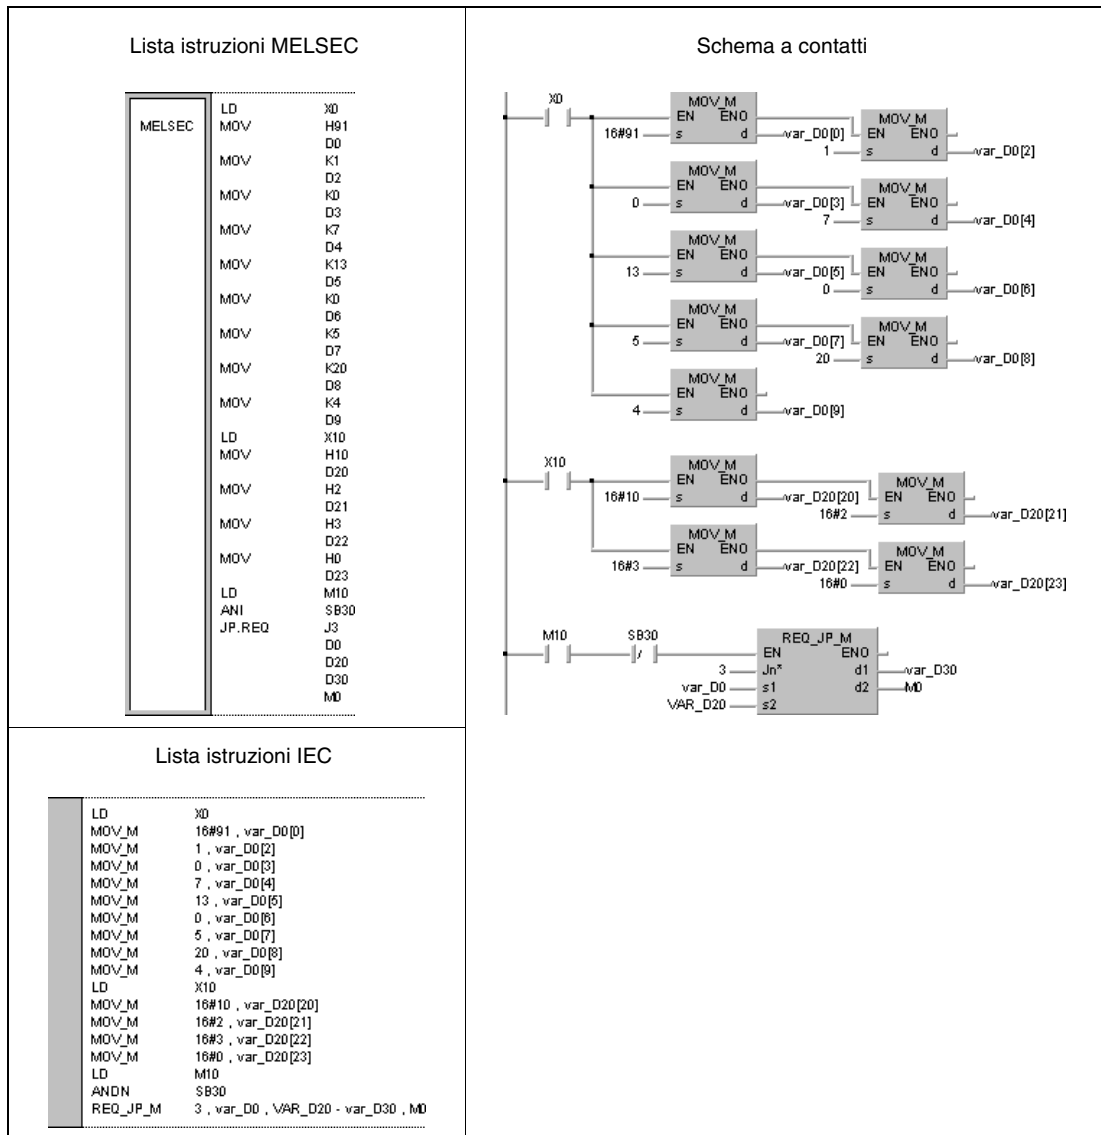 Lista istruzioni MELSEC
MELSEC
LD X0
MOV H91
D0
MOV K1
D2
MOV K0
D3
MOV K7
D4
MOV K13
D5
MOV K0
D6
MOV K5
D7
MOV K20
D8
MOV K4
D9
LD X10
MOV H10
D20
MOV H2
D21
MOV H3
D22
MOV H0
D23
LD M10
ANI SB30
JP.REQ J3
D0
D20
D30
M0
Schema a contatti
X0
MOV_M
EN ENO
16#91 s d var_D0[0]
MOV_M
EN ENO
1 s d var_D0[2]
MOV_M
EN ENO
0 s d var_D0[3]
MOV_M
EN ENO
7 s d var_D0[4]
MOV_M
EN ENO
13 s d var_D0[5]
MOV_M
EN ENO
0 s d var_D0[6]
MOV_M
EN ENO
5 s d var_D0[7]
MOV_M
EN ENO
20 s d var_D0[8]
MOV_M
EN ENO
4 s d var_D0[9]
X10
MOV_M
EN ENO
16#10 s d var_D20[20]
MOV_M
EN ENO
16#2 s d var_D20[21]
MOV_M
EN ENO
16#3 s d var_D20[22]
MOV_M
EN ENO
16#0 s d var_D20[23]
M10 SB30
REQ_JP_M
EN ENO
3 Jn* d1 var_D30
var_D0 s1 d2 M0
VAR_D20 s2
Lista istruzioni IEC
LD X0
MOV_M 16#91 , var_D0[0]
MOV_M 1 , var_D0[2]
MOV_M 0 , var_D0[3]
MOV_M 7 , var_D0[4]
MOV_M 13 , var_D0[5]
MOV_M 0 , var_D0[6]
MOV_M 5 , var_D0[7]
MOV_M 20 , var_D0[8]
MOV_M 4 , var_D0[9]
LD X10
MOV_M 16#10 , var_D20[20]
MOV_M 16#2 , var_D20[21]
MOV_M 16#3 , var_D20[22]
MOV_M 16#0 , var_D20[23]
LD M10
ANDN SB30
REQ_JP_M 3 , var_D0 , VAR_D20 - var_D30 , M0